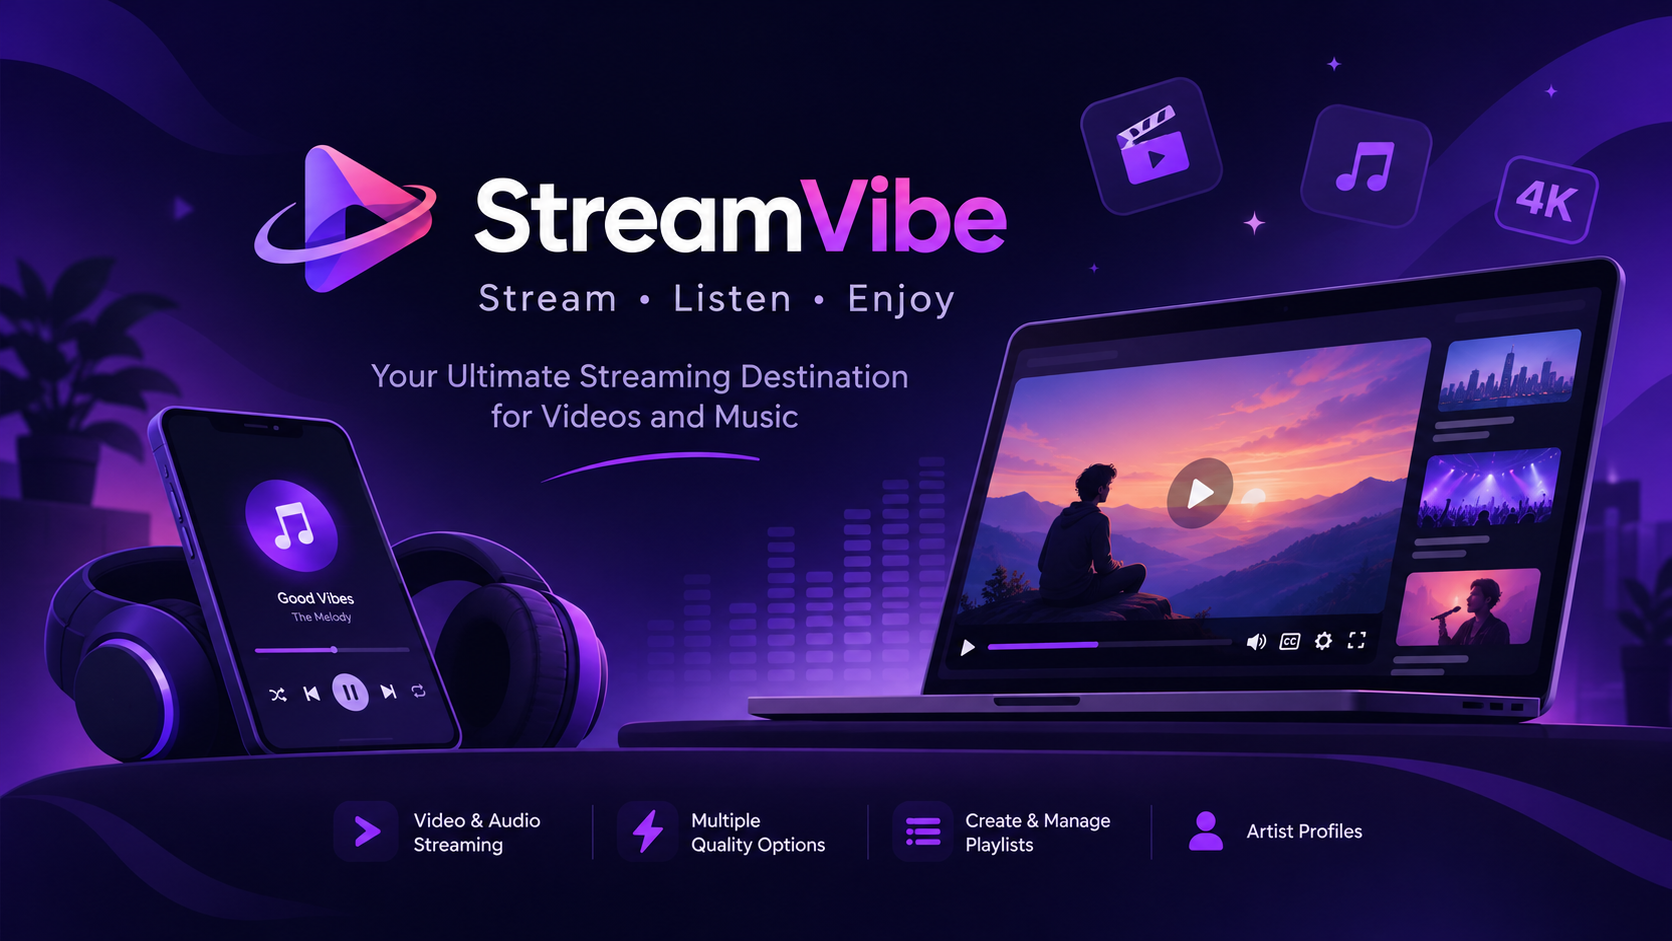 StreamVibe
Stream • Listen • Enjoy
Your Ultimate Streaming Destination
for Videos and Music
4K
Good Vibes
The Melody
CC
Video & Audio
Streaming
Multiple
Quality Options
Create & Manage
Playlists
Artist Profiles